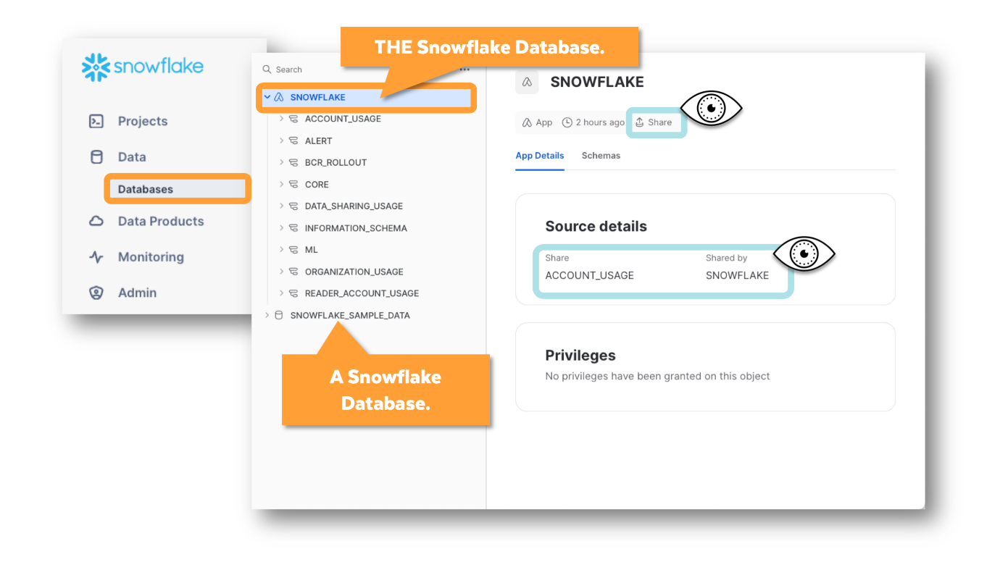 THE Snowflake Database.
snowflake
Projects
Data
Databases
Data Products
Monitoring
Admin
Search
SNOWFLAKE
ACCOUNT_USAGE
ALERT
BCR_ROLLOUT
CORE
DATA_SHARING_USAGE
INFORMATION_SCHEMA
ML
ORGANIZATION_USAGE
READER_ACCOUNT_USAGE
SNOWFLAKE_SAMPLE_DATA
A Snowflake
Database.
SNOWFLAKE
App 2 hours ago Share
App Details Schemas
Source details
Share Shared by
ACCOUNT_USAGE SNOWFLAKE
Privileges
No privileges have been granted on this object